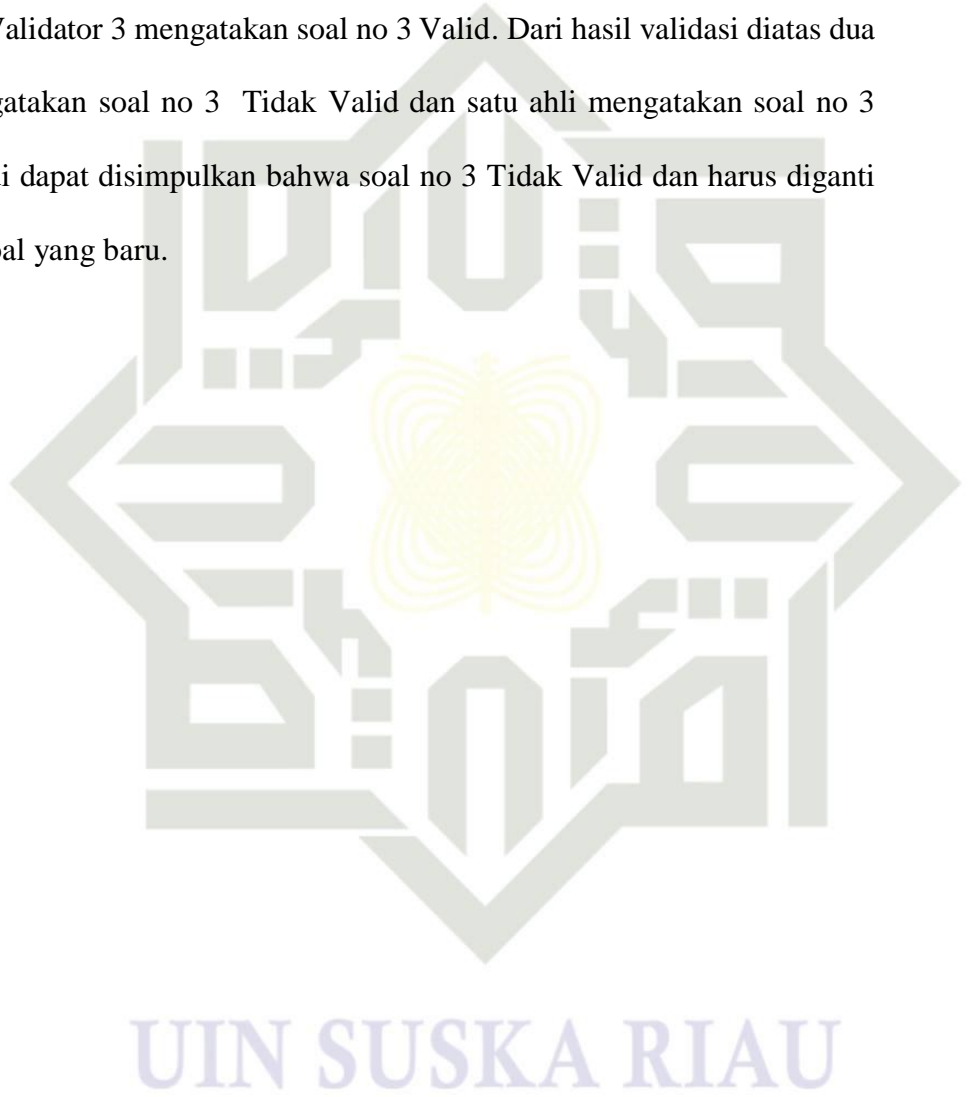 Validator 3 mengatakan soal no 3 Valid. Dari hasil validasi diatas dua
gatakan soal no 3 Tidak Valid dan satu ahli mengatakan soal no 3
di dapat disimpulkan bahwa soal no 3 Tidak Valid dan harus diganti
al yang baru.
UIN SUSKA RIAU